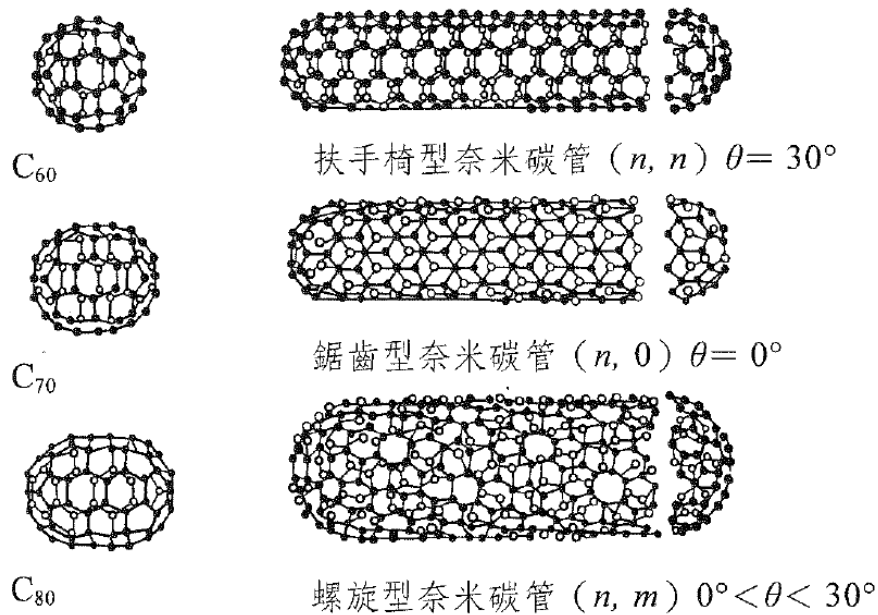 C₆₀
扶手椅型奈米碳管 (n, n) θ= 30°
C₇₀
鋸齒型奈米碳管 (n, 0) θ= 0°
C₈₀
螺旋型奈米碳管 (n, m) 0°<θ< 30°